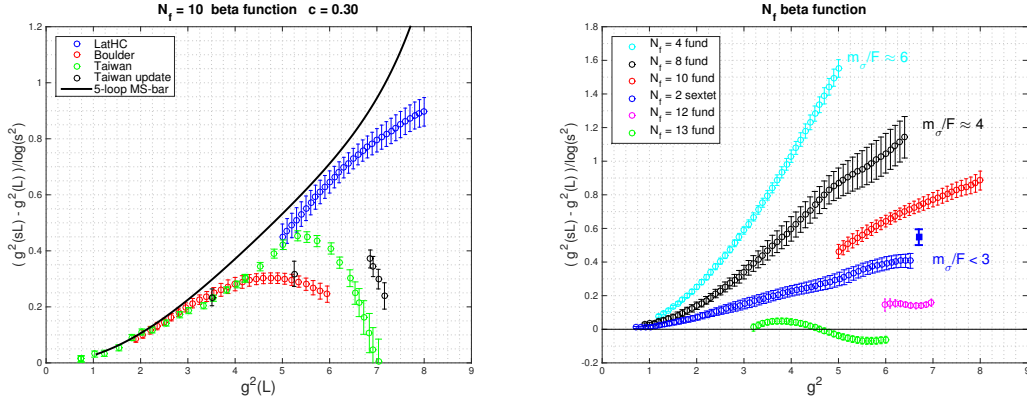 N_f = 10 beta function c = 0.30
( g²(sL) - g²(L) )/log(s²)
1.2
1
0.8
0.6
0.4
0.2
0
LatHC
Boulder
Taiwan
Taiwan update
5-loop MS-bar
0 1 2 3 4 5 6 7 8 9
g²(L)
N_f beta function
( g²(sL) - g²(L) )/log(s²)
1.8
1.6
1.4
1.2
1
0.8
0.6
0.4
0.2
0
-0.2
N_f = 4 fund
N_f = 8 fund
N_f = 10 fund
N_f = 2 sextet
N_f = 12 fund
N_f = 13 fund
m_σ/F ≈ 6
m_σ/F ≈ 4
m_σ/F < 3
0 1 2 3 4 5 6 7 8 9
g²